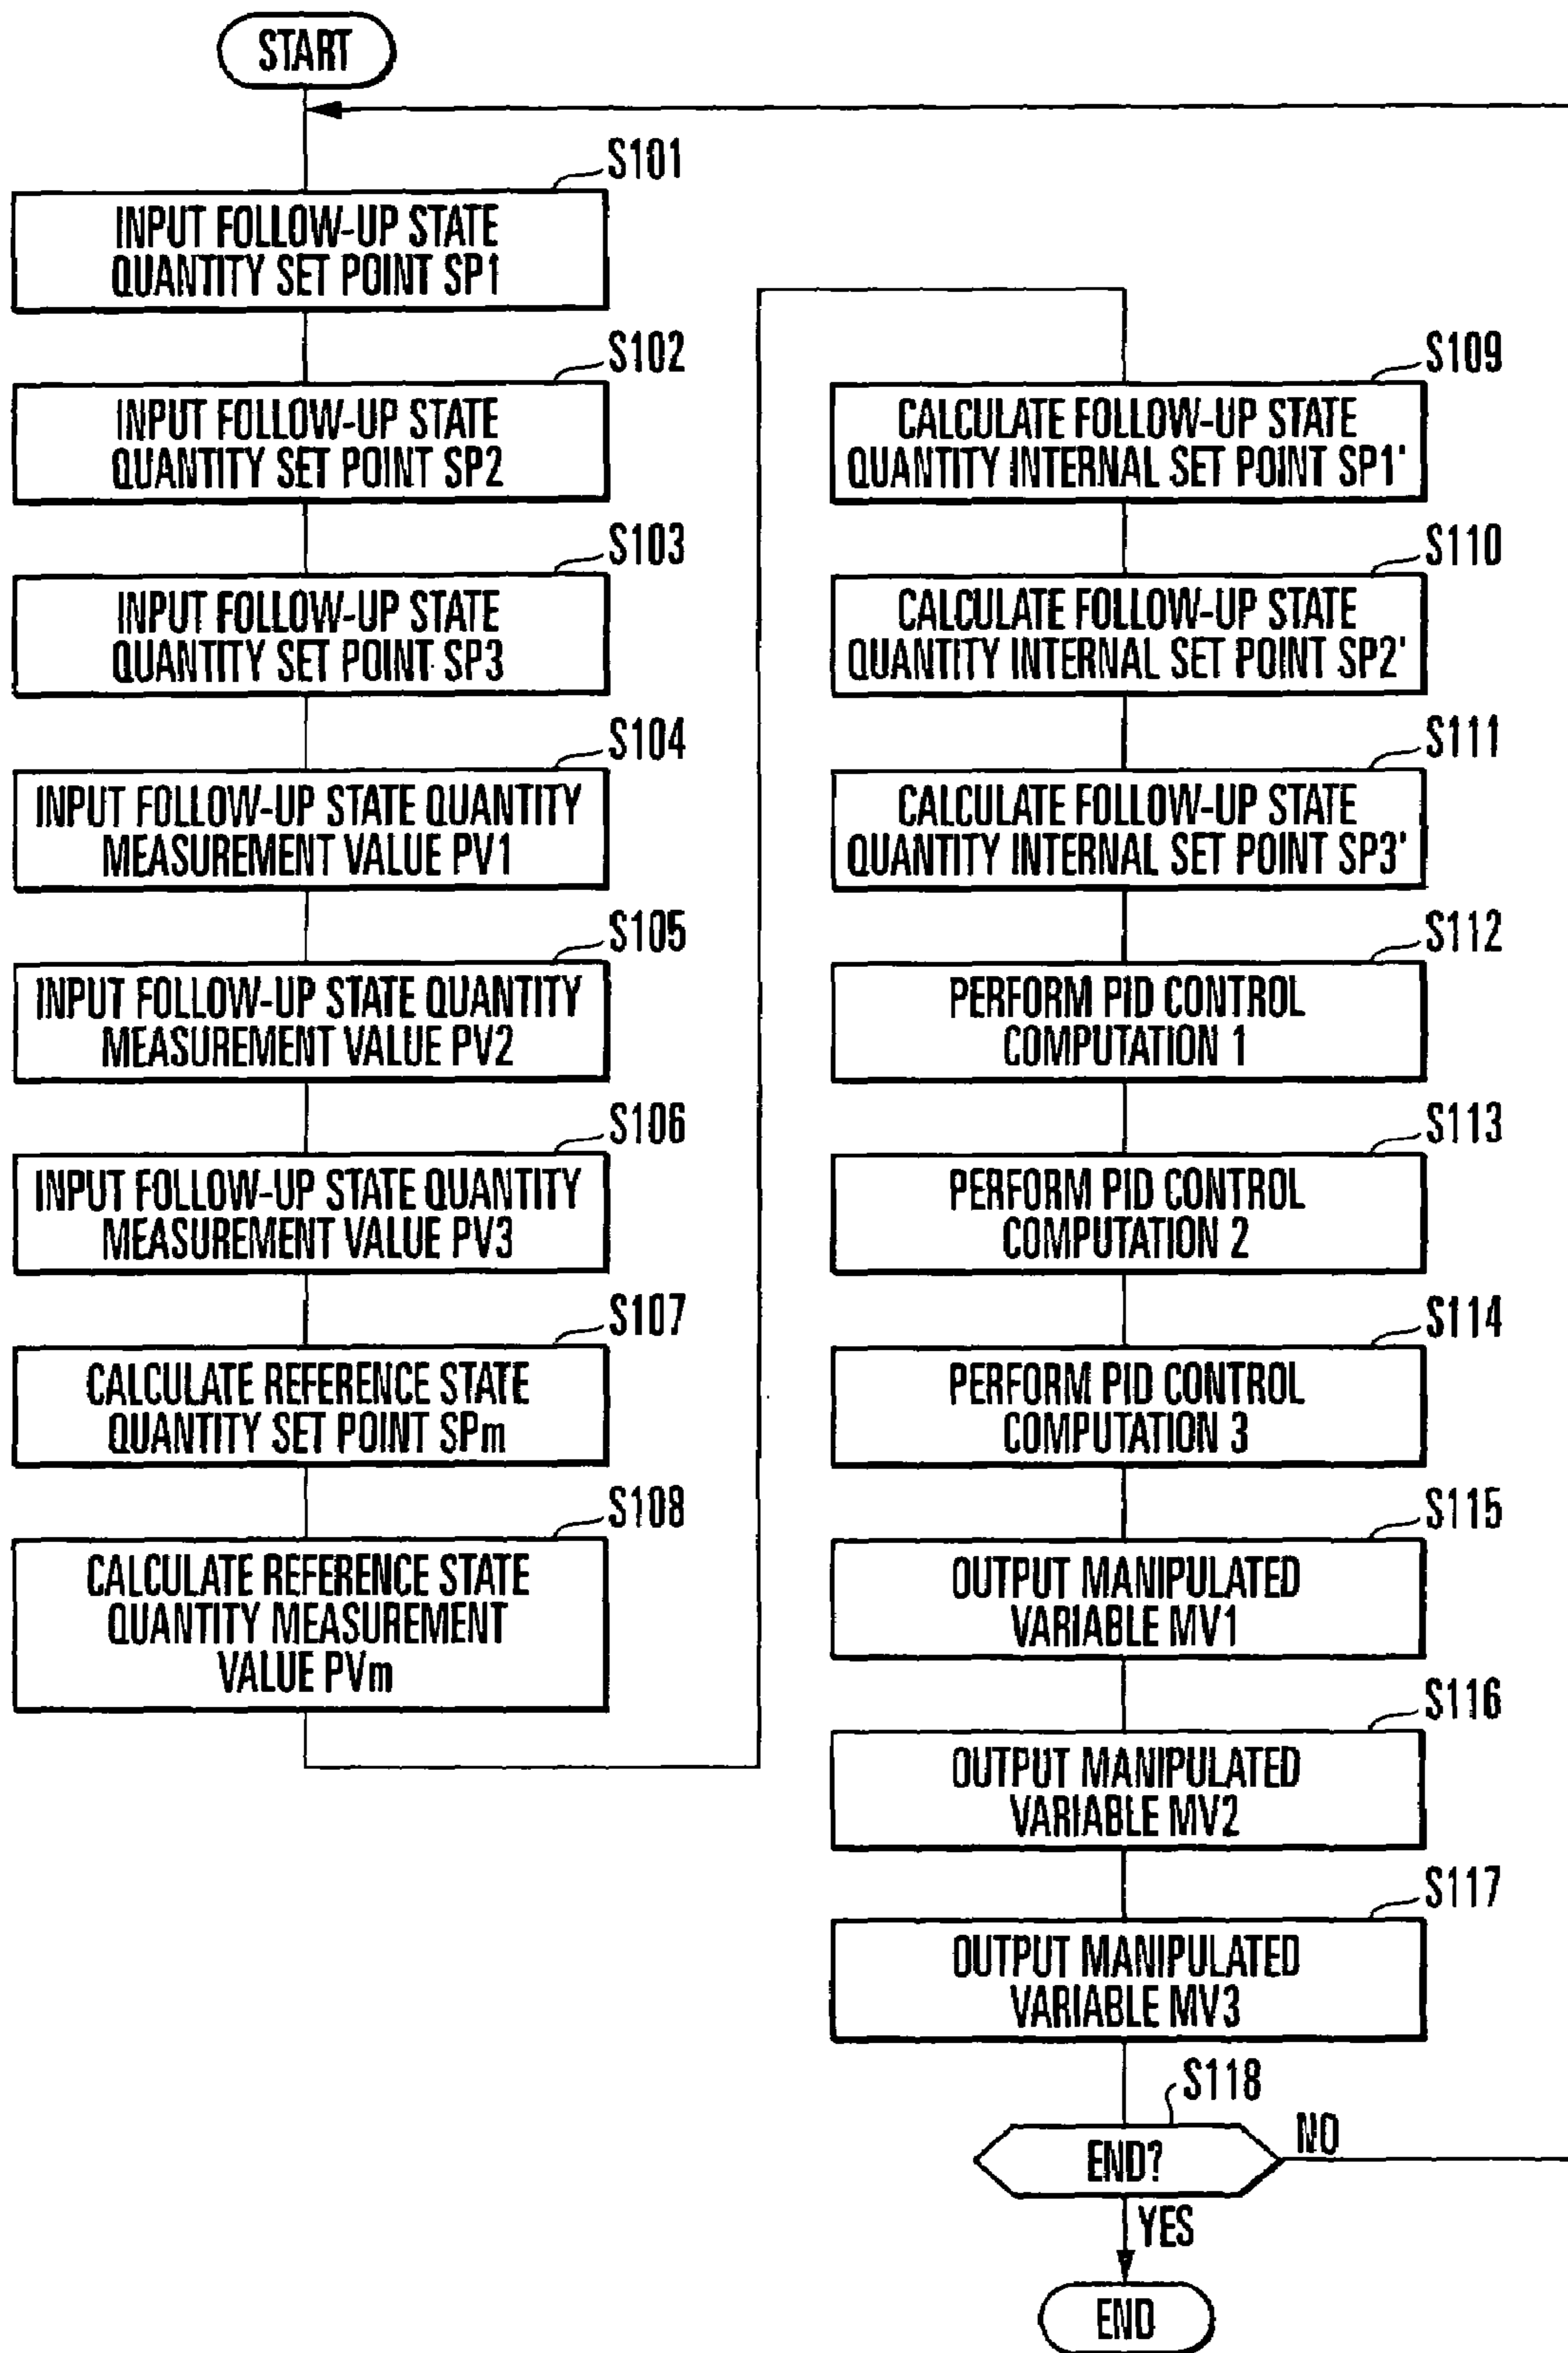 START
S101
INPUT FOLLOW-UP STATE
QUANTITY SET POINT SP1
S102
INPUT FOLLOW-UP STATE
QUANTITY SET POINT SP2
S103
INPUT FOLLOW-UP STATE
QUANTITY SET POINT SP3
S104
INPUT FOLLOW-UP STATE QUANTITY
MEASUREMENT VALUE PV1
S105
INPUT FOLLOW-UP STATE QUANTITY
MEASUREMENT VALUE PV2
S106
INPUT FOLLOW-UP STATE QUANTITY
MEASUREMENT VALUE PV3
S107
CALCULATE REFERENCE STATE
QUANTITY SET POINT SPm
S108
CALCULATE REFERENCE STATE
QUANTITY MEASUREMENT
VALUE PVm
S109
CALCULATE FOLLOW-UP STATE
QUANTITY INTERNAL SET POINT SP1'
S110
CALCULATE FOLLOW-UP STATE
QUANTITY INTERNAL SET POINT SP2'
S111
CALCULATE FOLLOW-UP STATE
QUANTITY INTERNAL SET POINT SP3'
S112
PERFORM PID CONTROL
COMPUTATION 1
S113
PERFORM PID CONTROL
COMPUTATION 2
S114
PERFORM PID CONTROL
COMPUTATION 3
S115
OUTPUT MANIPULATED
VARIABLE MV1
S116
OUTPUT MANIPULATED
VARIABLE MV2
S117
OUTPUT MANIPULATED
VARIABLE MV3
S118
END?
NO
YES
END